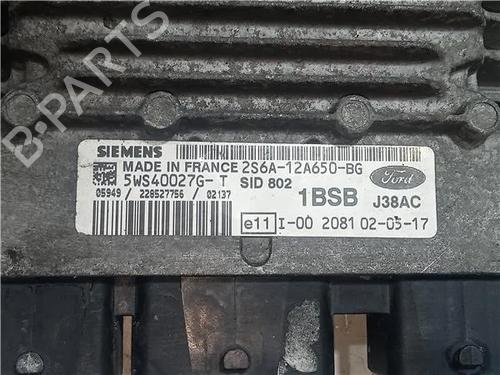 B-PARTS
SIEMENS
MADE IN FRANCE 2S6A-12A650-BG
5WS40027G-T SID 802
05949 / 228527756 / 02137
1BSB J38AC
Ford
e11 I-00 2081 02-05-17